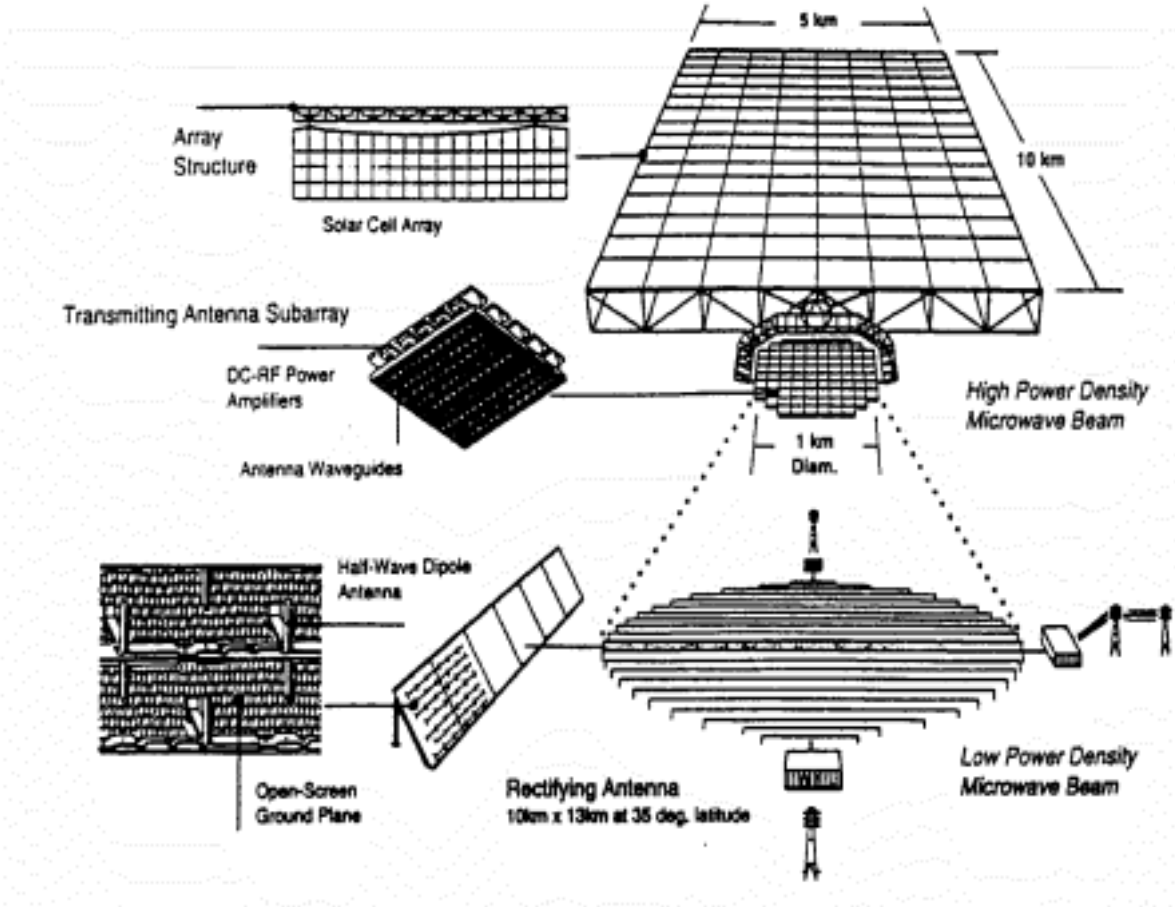 5 km
10 km
Array
Structure
Solar Cell Array
Transmitting Antenna Subarray
DC-RF Power
Amplifiers
Antenna Waveguides
High Power Density
Microwave Beam
1 km
Diam.
Half-Wave Dipole
Antenna
Open-Screen
Ground Plane
Rectifying Antenna
10km x 13km at 35 deg. latitude
Low Power Density
Microwave Beam